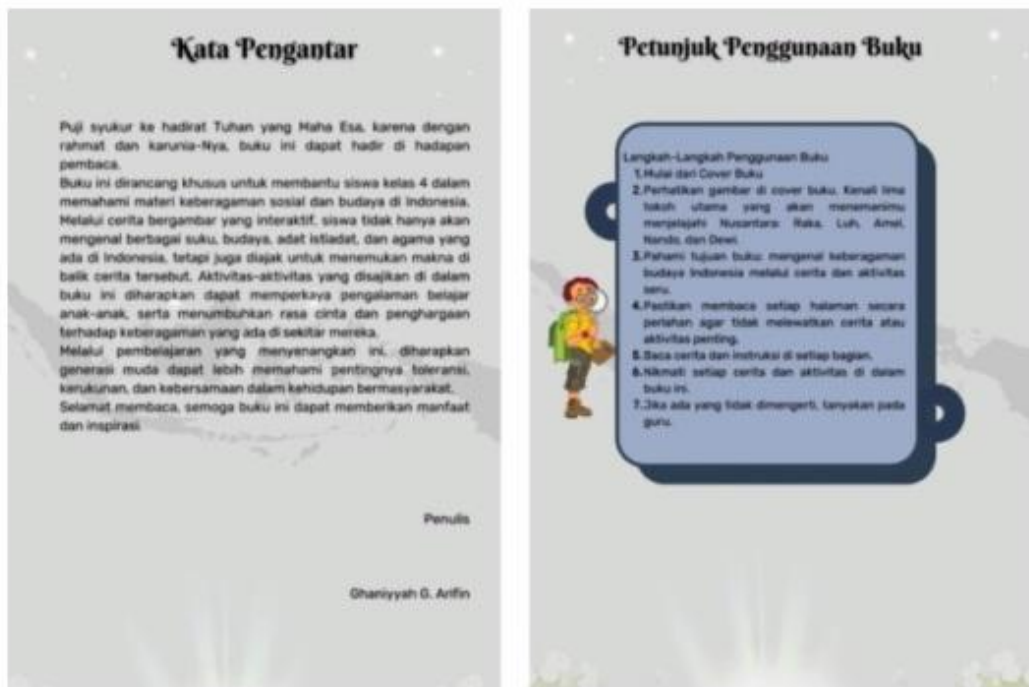 Kata Pengantar
Puji syukur ke hadirat Tuhan yang Maha Esa, karena dengan
rahmat dan karunia-Nya, buku ini dapat hadir di hadapan
pembaca.
Buku ini dirancang khusus untuk membantu siswa kelas 4 dalam
memahami materi keberagaman sosial dan budaya di Indonesia.
Melalui cerita bergambar yang interaktif, siswa tidak hanya akan
mengenal berbagai suku, budaya, adat istiadat, dan agama yang
ada di Indonesia, tetapi juga diajak untuk menemukan makna di
balik cerita tersebut. Aktivitas-aktivitas yang disajikan di dalam
buku ini diharapkan dapat memperkaya pengalaman belajar
anak-anak, serta menumbuhkan rasa cinta dan penghargaan
terhadap keberagaman yang ada di sekitar mereka.
Melalui pembelajaran yang menyenangkan ini, diharapkan
generasi muda dapat lebih memahami pentingnya toleransi,
kerukunan, dan kebersamaan dalam kehidupan bermasyarakat.
Selamat membaca, semoga buku ini dapat memberikan manfaat
dan inspirasi.
Penulis
Ghaniyyah G. Arifin
Petunjuk Penggunaan Buku
Langkah-Langkah Penggunaan Buku
1. Mulai dari Cover Buku
2. Perhatikan gambar di cover buku. Kenali lima
tokoh utama yang akan menemanimu
menjelajahi Nusantara: Raka, Luh, Amel,
Nando, dan Dewi.
3. Pahami tujuan buku: mengenal keberagaman
budaya Indonesia melalui cerita dan aktivitas
seru.
4. Pastikan membaca setiap halaman secara
perlahan agar tidak melewatkan cerita atau
aktivitas penting.
5. Baca cerita dan instruksi di setiap bagian.
6. Nikmati setiap cerita dan aktivitas di dalam
buku ini.
7. Jika ada yang tidak dimengerti, tanyakan pada
guru.